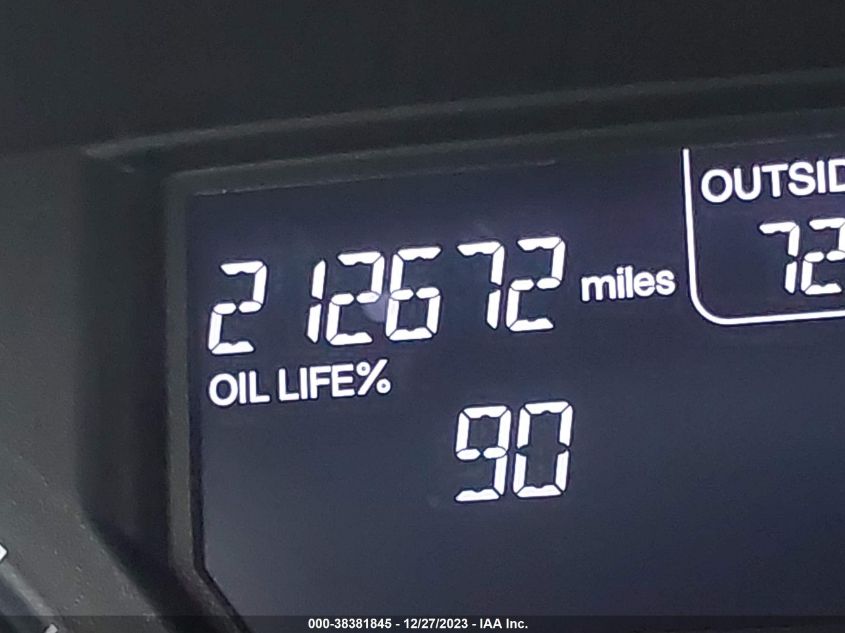 OUTSID
72
212672 miles
OIL LIFE%
90
000-38381845 - 12/27/2023 - IAA Inc.